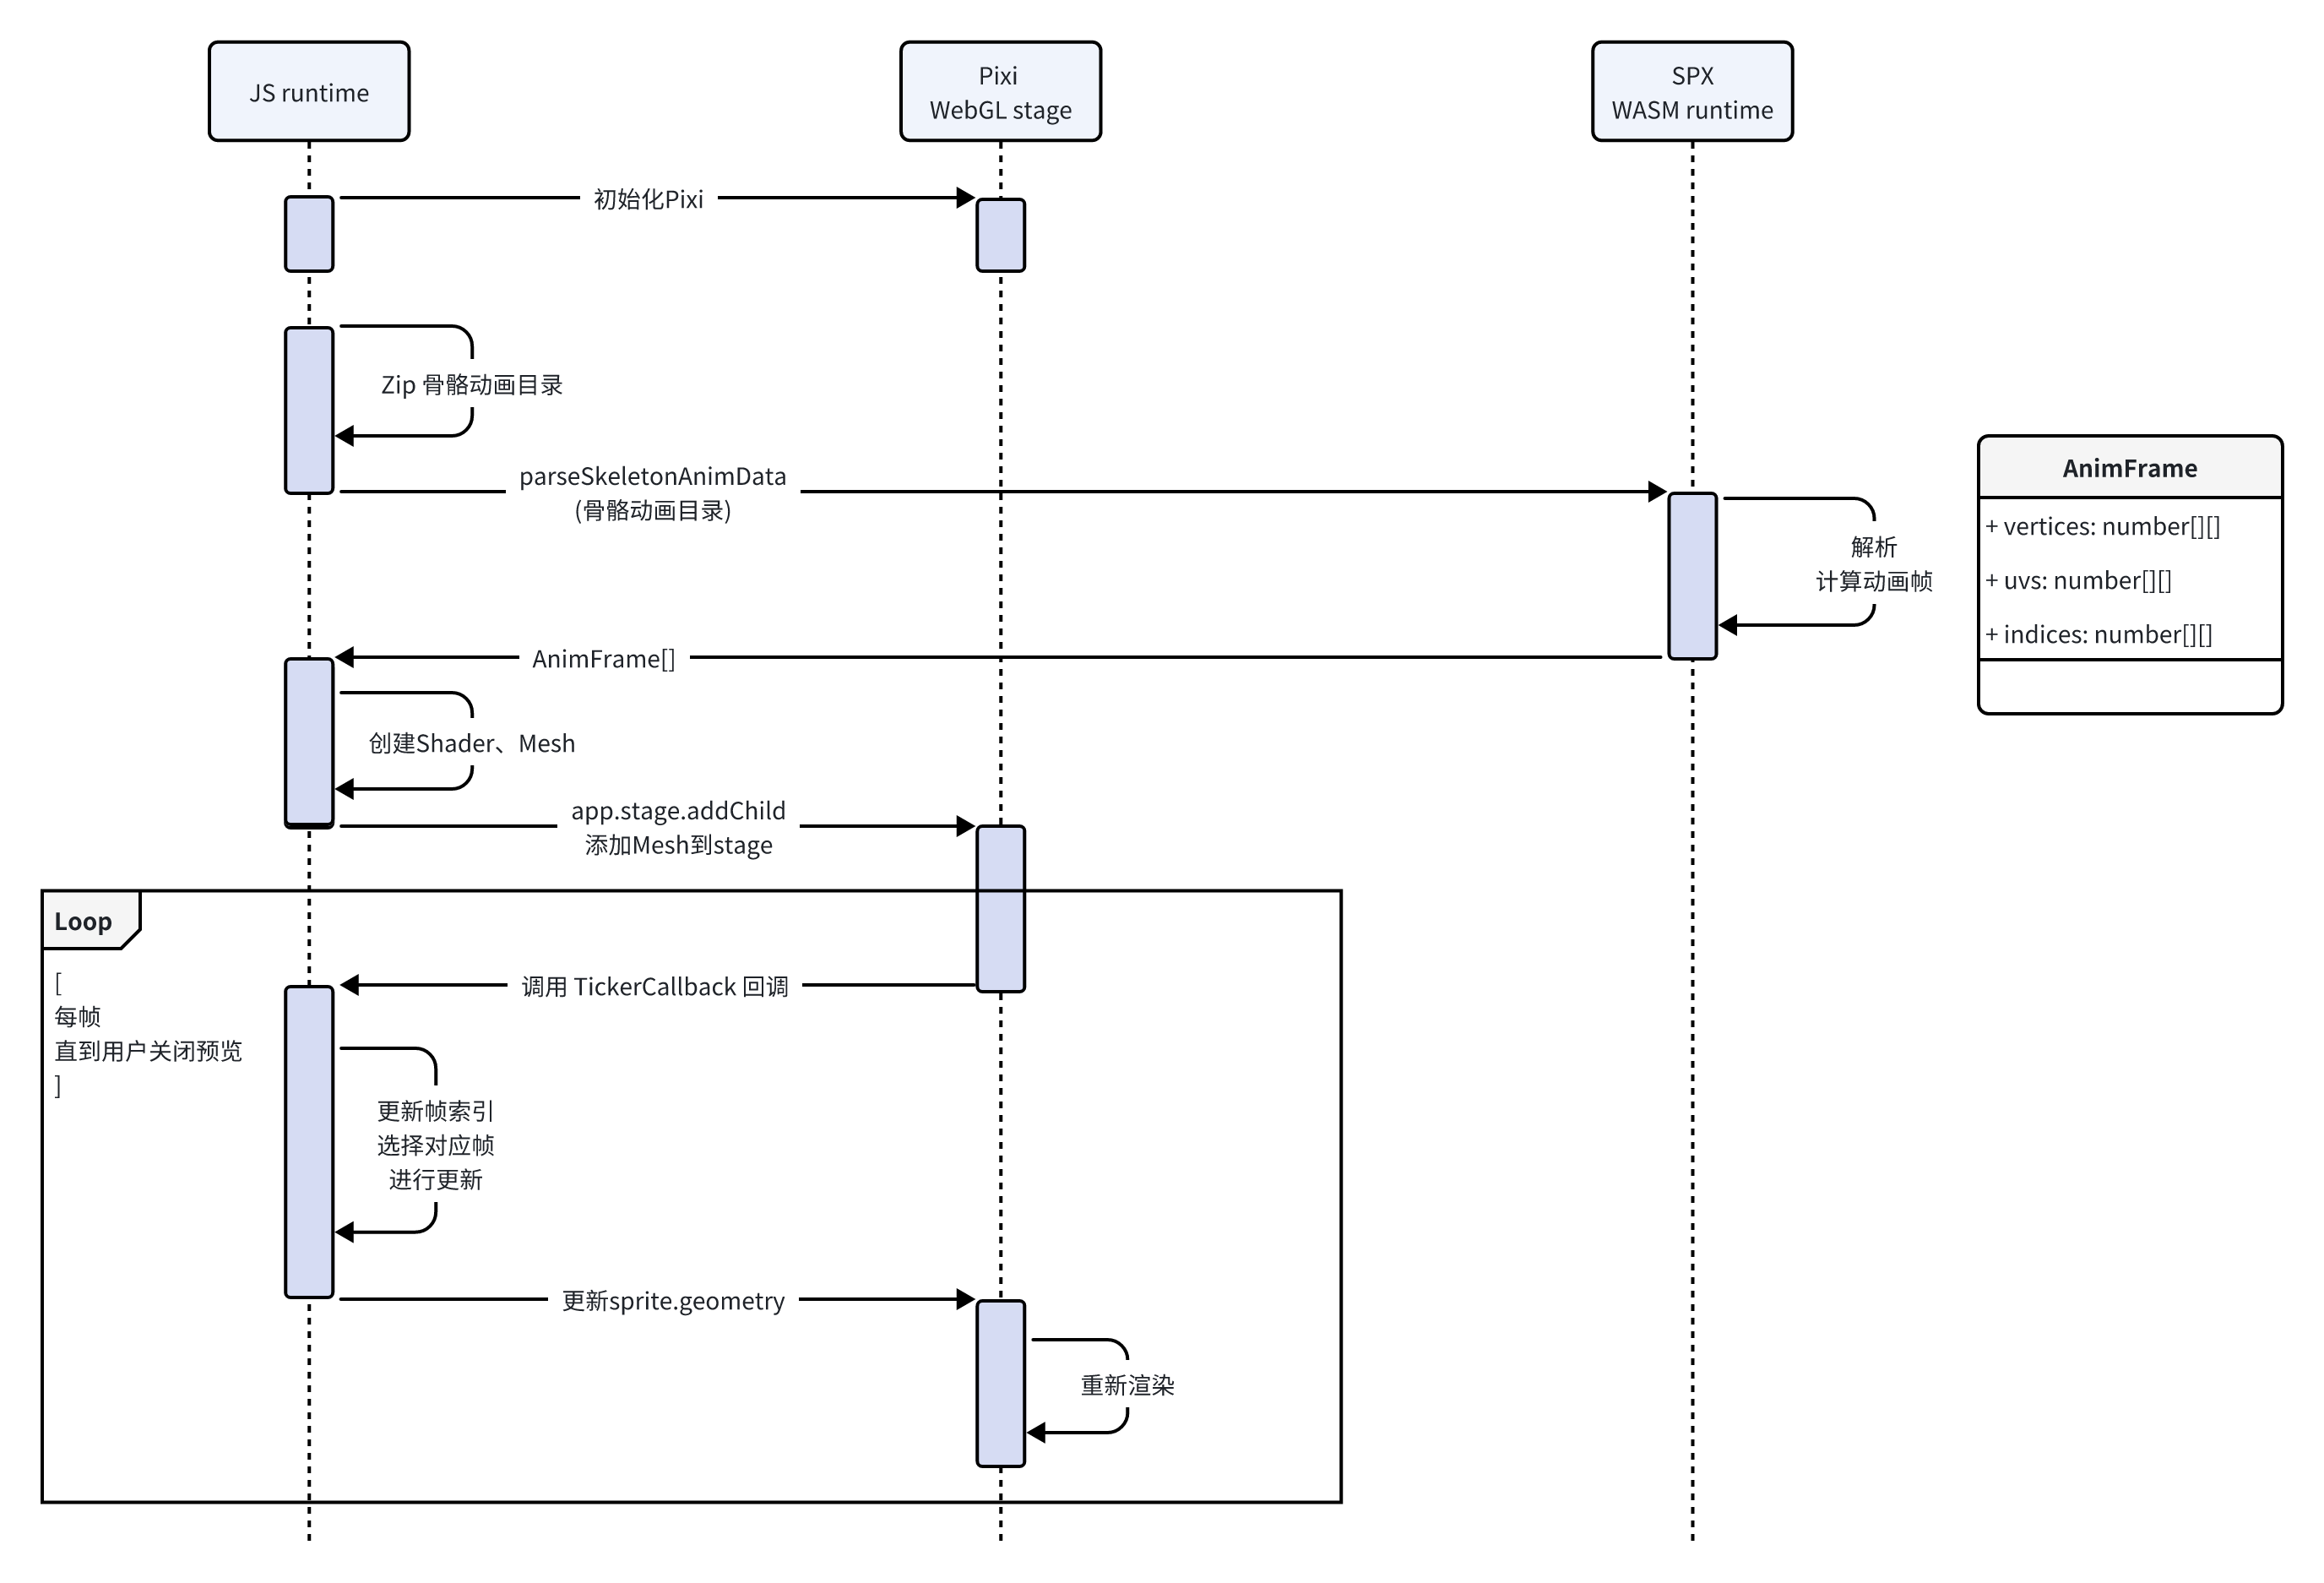 JS runtime
Pixi
WebGL stage
SPX
WASM runtime
初始化Pixi
Zip 骨骼动画目录
parseSkeletonAnimData
(骨骼动画目录)
解析
计算动画帧
AnimFrame
+ vertices: number[][]
+ uvs: number[][]
+ indices: number[][]
AnimFrame[]
创建Shader、Mesh
app.stage.addChild
添加Mesh到stage
Loop
[
每帧
直到用户关闭预览
]
调用 TickerCallback 回调
更新帧索引
选择对应帧
进行更新
更新sprite.geometry
重新渲染